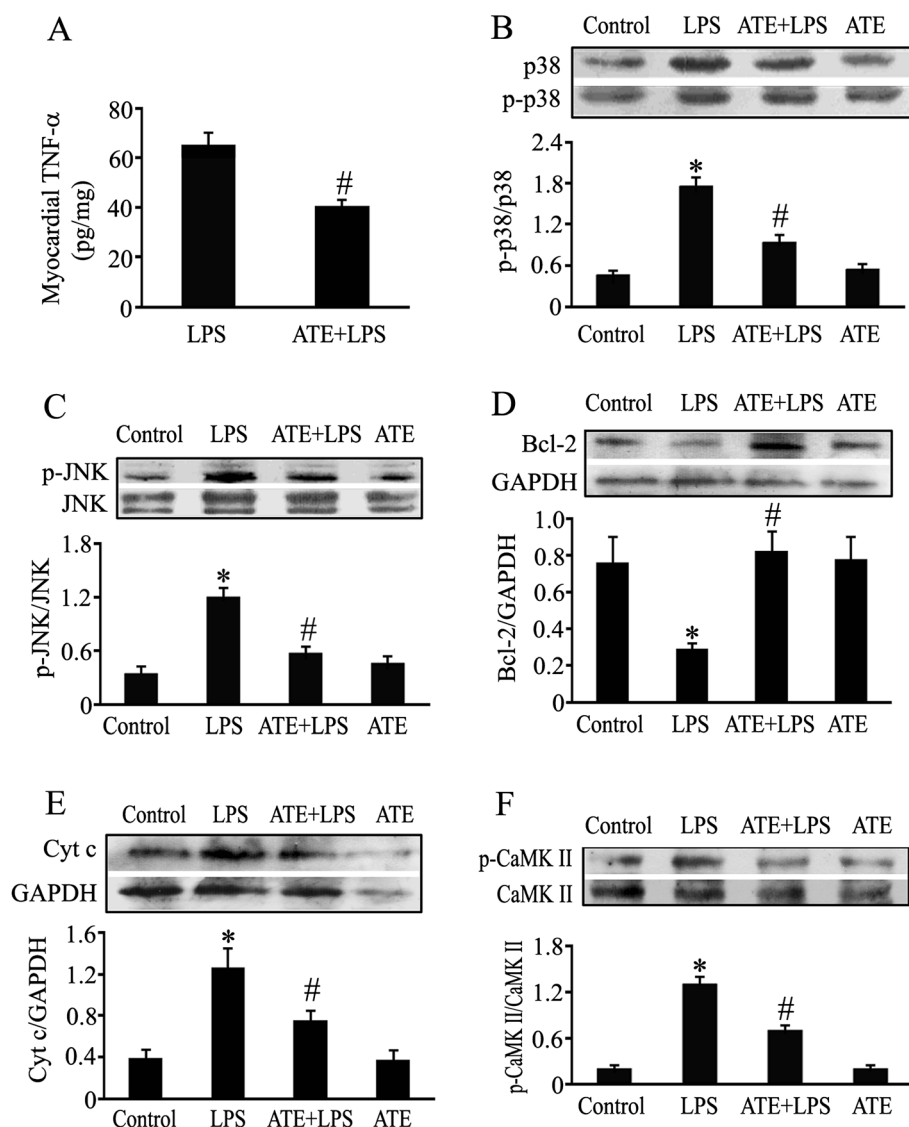 A
Myocardial TNF-α
(pg/mg)
80
60
40
20
0
#
LPS ATE+LPS
B
Control LPS ATE+LPS ATE
p38
p-p38
p-p38/p38
2.4
1.8
1.2
0.6
0
*
#
Control LPS ATE+LPS ATE
C
Control LPS ATE+LPS ATE
p-JNK
JNK
p-JNK/JNK
1.8
1.2
0.6
0
*
#
Control LPS ATE+LPS ATE
D
Control LPS ATE+LPS ATE
Bcl-2
GAPDH
Bcl-2/GAPDH
1.0
0.8
0.6
0.4
0.2
0
*
#
Control LPS ATE+LPS ATE
E
Control LPS ATE+LPS ATE
Cyt c
GAPDH
Cyt c/GAPDH
1.6
1.2
0.8
0.4
0
*
#
Control LPS ATE+LPS ATE
F
Control LPS ATE+LPS ATE
p-CaMK II
CaMK II
p-CaMK II/CaMK II
1.8
1.2
0.6
0
*
#
Control LPS ATE+LPS ATE